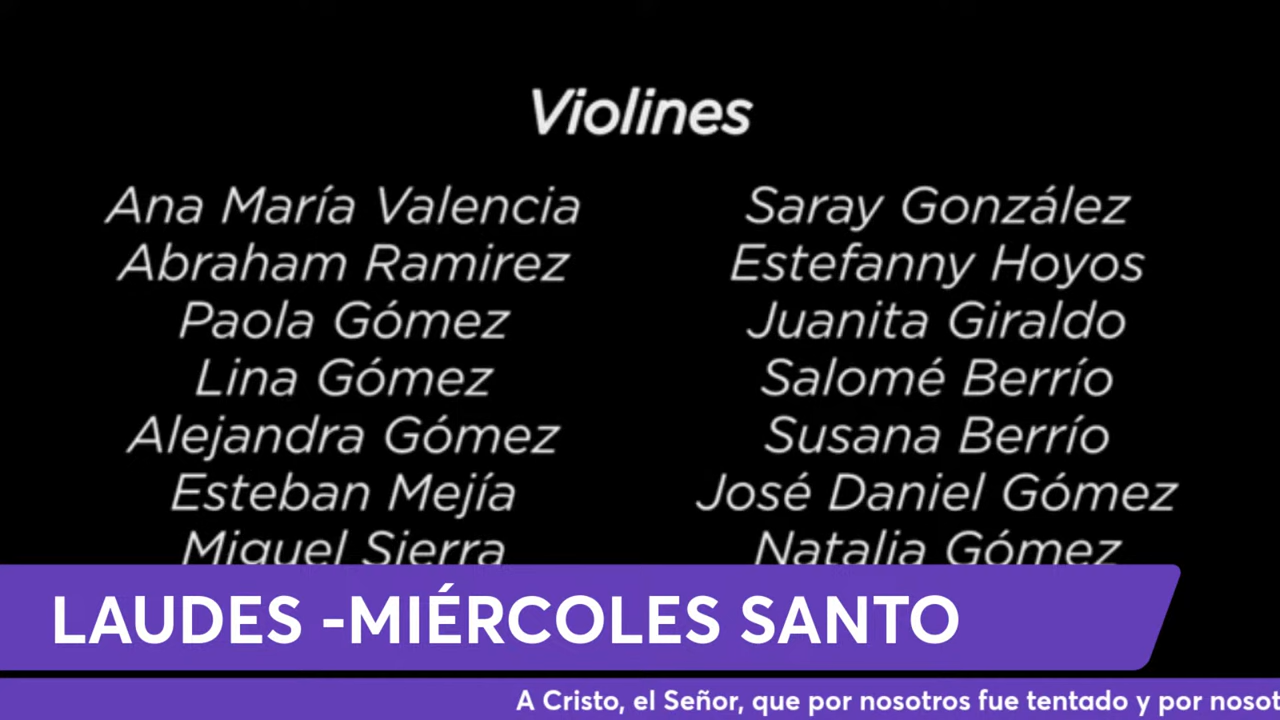 Violines
Ana María Valencia
Abraham Ramirez
Paola Gómez
Lina Gómez
Alejandra Gómez
Esteban Mejía
Miguel Sierra
Saray González
Estefanny Hoyos
Juanita Giraldo
Salomé Berrío
Susana Berrío
José Daniel Gómez
Natalia Gómez
LAUDES -MIÉRCOLES SANTO
A Cristo, el Señor, que por nosotros fue tentado y por